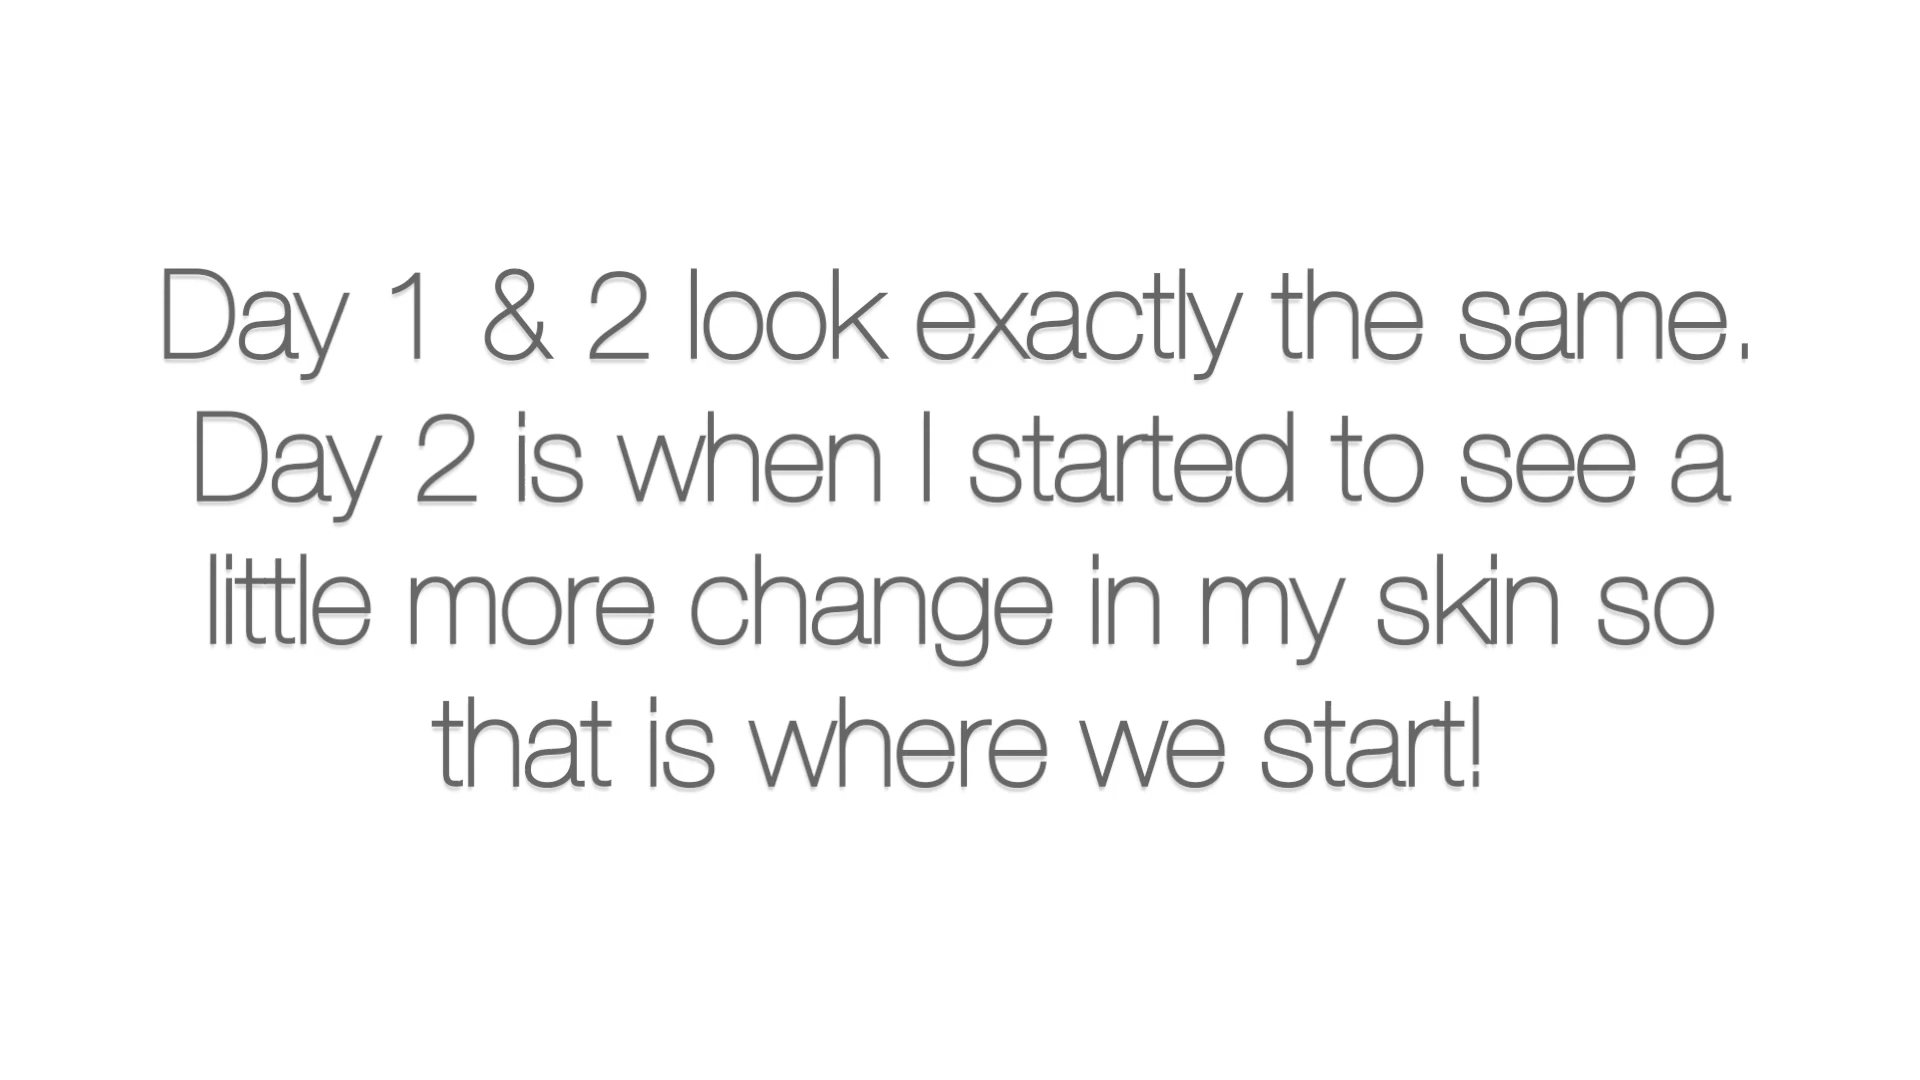 Day 1 & 2 look exactly the same.
Day 2 is when I started to see a
little more change in my skin so
that is where we start!